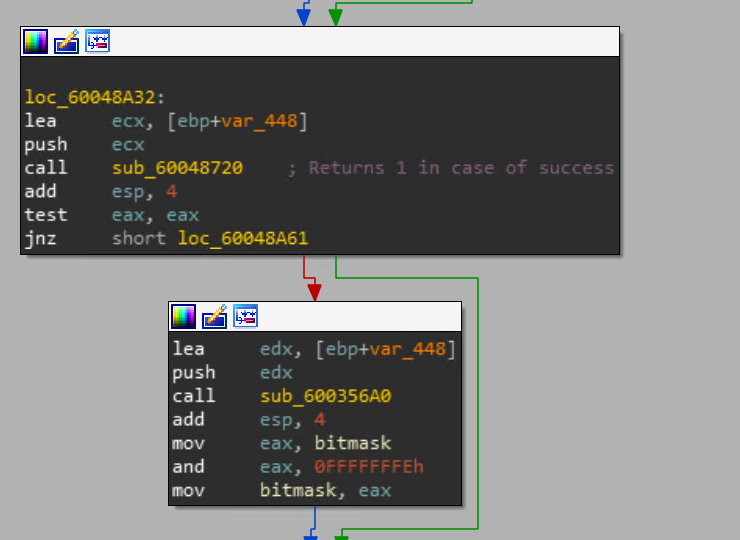 loc_60048A32:
lea ecx, [ebp+var_448]
push ecx
call sub_60048720 ; Returns 1 in case of success
add esp, 4
test eax, eax
jnz short loc_60048A61
lea edx, [ebp+var_448]
push edx
call sub_600356A0
add esp, 4
mov eax, bitmask
and eax, 0FFFFFFFEh
mov bitmask, eax